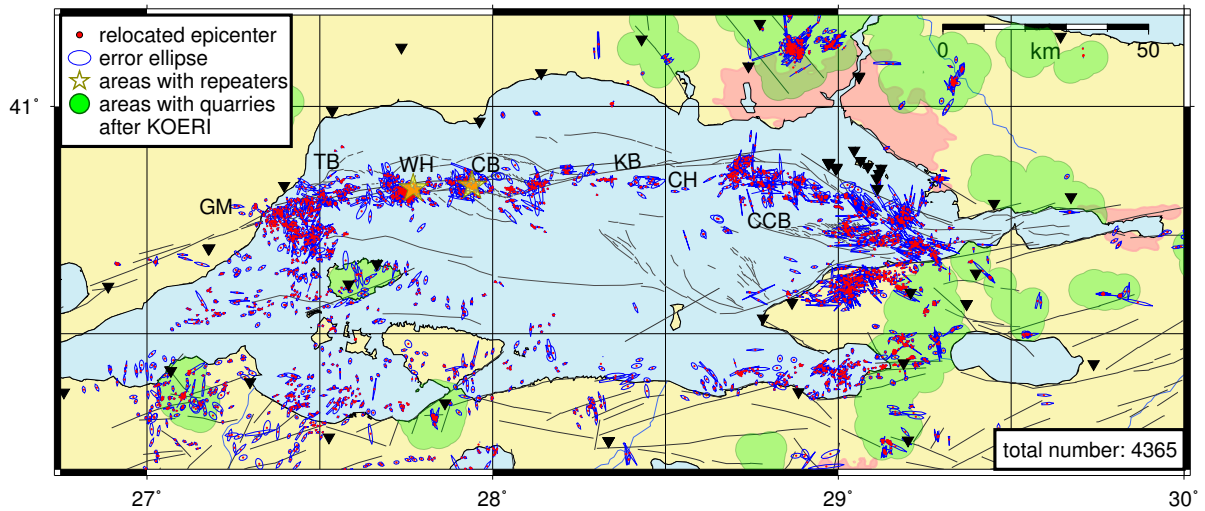 relocated epicenter
error ellipse
areas with repeaters
areas with quarries
after KOERI
0 50
km
41°
TB
WH
CB
KB
CH
GM
CCB
total number: 4365
27° 28° 29° 30°